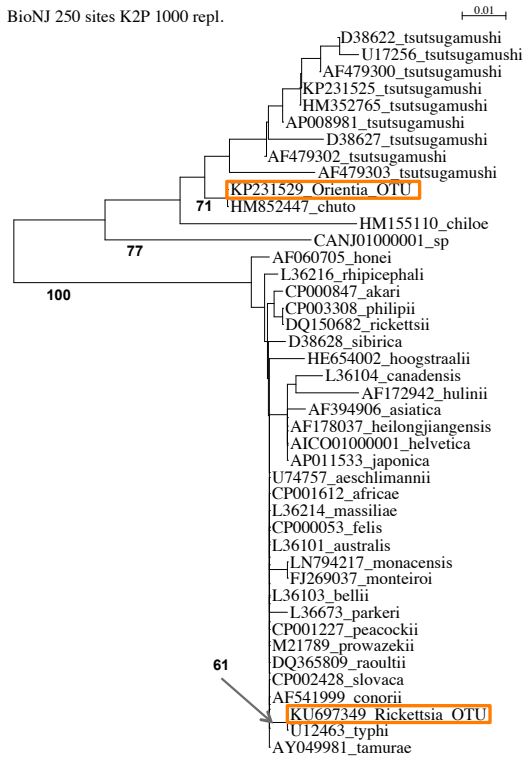 BioNJ 250 sites K2P 1000 repl.
0.01
D38622_tsutsugamushi
U17256_tsutsugamushi
AF479300_tsutsugamushi
KP231525_tsutsugamushi
HM352765_tsutsugamushi
AP008981_tsutsugamushi
D38627_tsutsugamushi
AF479302_tsutsugamushi
AF479303_tsutsugamushi
KP231529_Orientia_OTU
71
HM852447_chuto
HM155110_chiloe
CANJ01000001_sp
77
AF060705_honei
L36216_rhipicephali
100
CP000847_akari
CP003308_philipii
DQ150682_rickettsii
D38628_sibirica
HE654002_hoogstraalii
L36104_canadensis
AF172942_hulinii
AF394906_asiatica
AF178037_heilongjiangensis
AICO01000001_helvetica
AP011533_japonica
U74757_aeschlimannii
CP001612_africae
L36214_massiliae
CP000053_felis
L36101_australis
LN794217_monacensis
FJ269037_monteiroi
L36103_bellii
L36673_parkeri
CP001227_peacockii
M21789_prowazekii
DQ365809_raoultii
61
CP002428_slovaca
AF541999_conorii
KU697349_Rickettsia_OTU
U12463_typhi
AY049981_tamurae